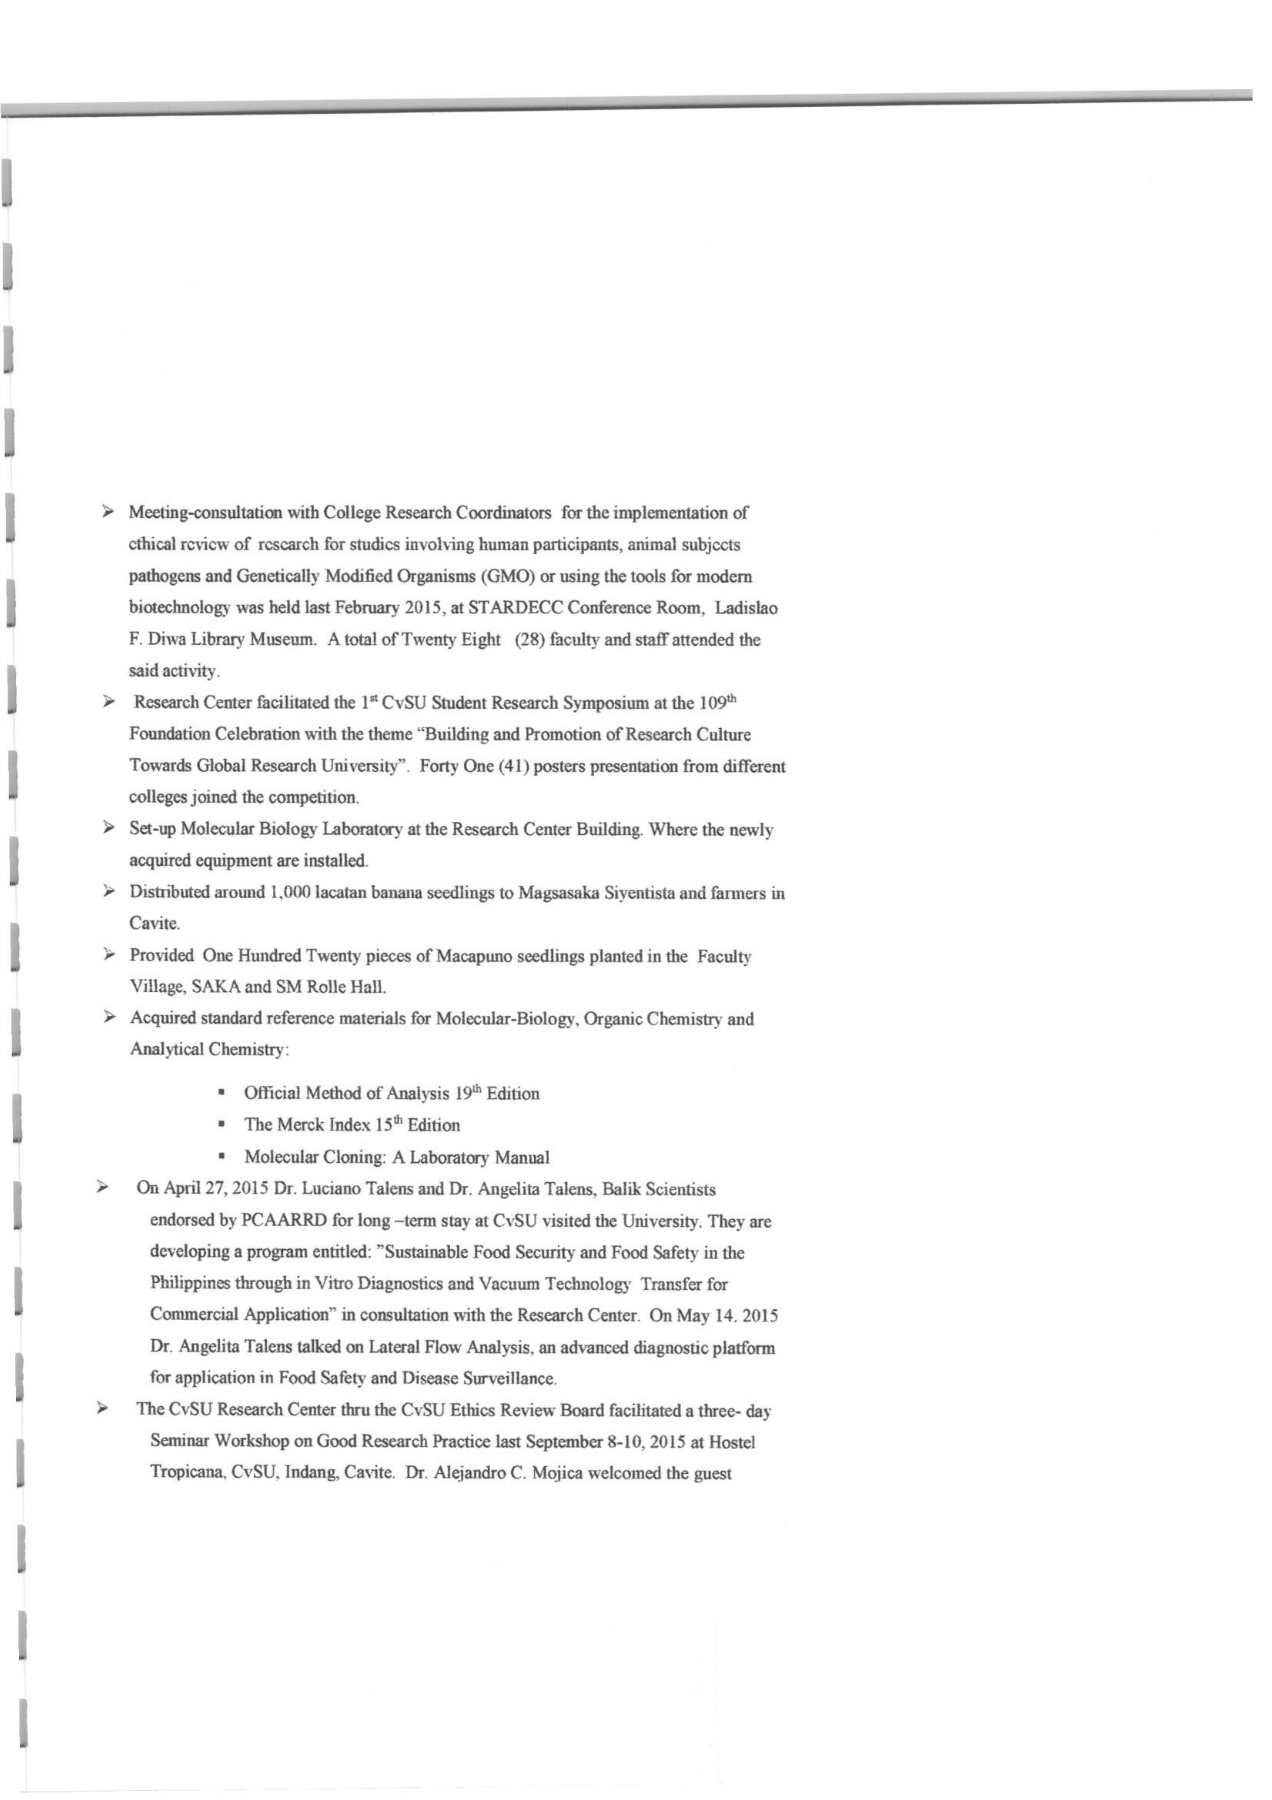 ➢ Meeting-consultation with College Research Coordinators for the implementation of
ethical review of research for studies involving human participants, animal subjects
pathogens and Genetically Modified Organisms (GMO) or using the tools for modern
biotechnology was held last February 2015, at STARDECC Conference Room, Ladislao
F. Diwa Library Museum. A total of Twenty Eight (28) faculty and staff attended the
said activity.
➢ Research Center facilitated the 1st CvSU Student Research Symposium at the 109th
Foundation Celebration with the theme “Building and Promotion of Research Culture
Towards Global Research University”. Forty One (41) posters presentation from different
colleges joined the competition.
➢ Set-up Molecular Biology Laboratory at the Research Center Building. Where the newly
acquired equipment are installed.
➢ Distributed around 1,000 lacatan banana seedlings to Magsasaka Siyentista and farmers in
Cavite.
➢ Provided One Hundred Twenty pieces of Macapuno seedlings planted in the Faculty
Village, SAKA and SM Rolle Hall.
➢ Acquired standard reference materials for Molecular-Biology, Organic Chemistry and
Analytical Chemistry:
▪ Official Method of Analysis 19th Edition
▪ The Merck Index 15th Edition
▪ Molecular Cloning: A Laboratory Manual
➢ On April 27, 2015 Dr. Luciano Talens and Dr. Angelita Talens, Balik Scientists
endorsed by PCAARRD for long –term stay at CvSU visited the University. They are
developing a program entitled: ”Sustainable Food Security and Food Safety in the
Philippines through in Vitro Diagnostics and Vacuum Technology Transfer for
Commercial Application” in consultation with the Research Center. On May 14. 2015
Dr. Angelita Talens talked on Lateral Flow Analysis, an advanced diagnostic platform
for application in Food Safety and Disease Surveillance.
➢ The CvSU Research Center thru the CvSU Ethics Review Board facilitated a three- day
Seminar Workshop on Good Research Practice last September 8-10, 2015 at Hostel
Tropicana, CvSU, Indang, Cavite. Dr. Alejandro C. Mojica welcomed the guest